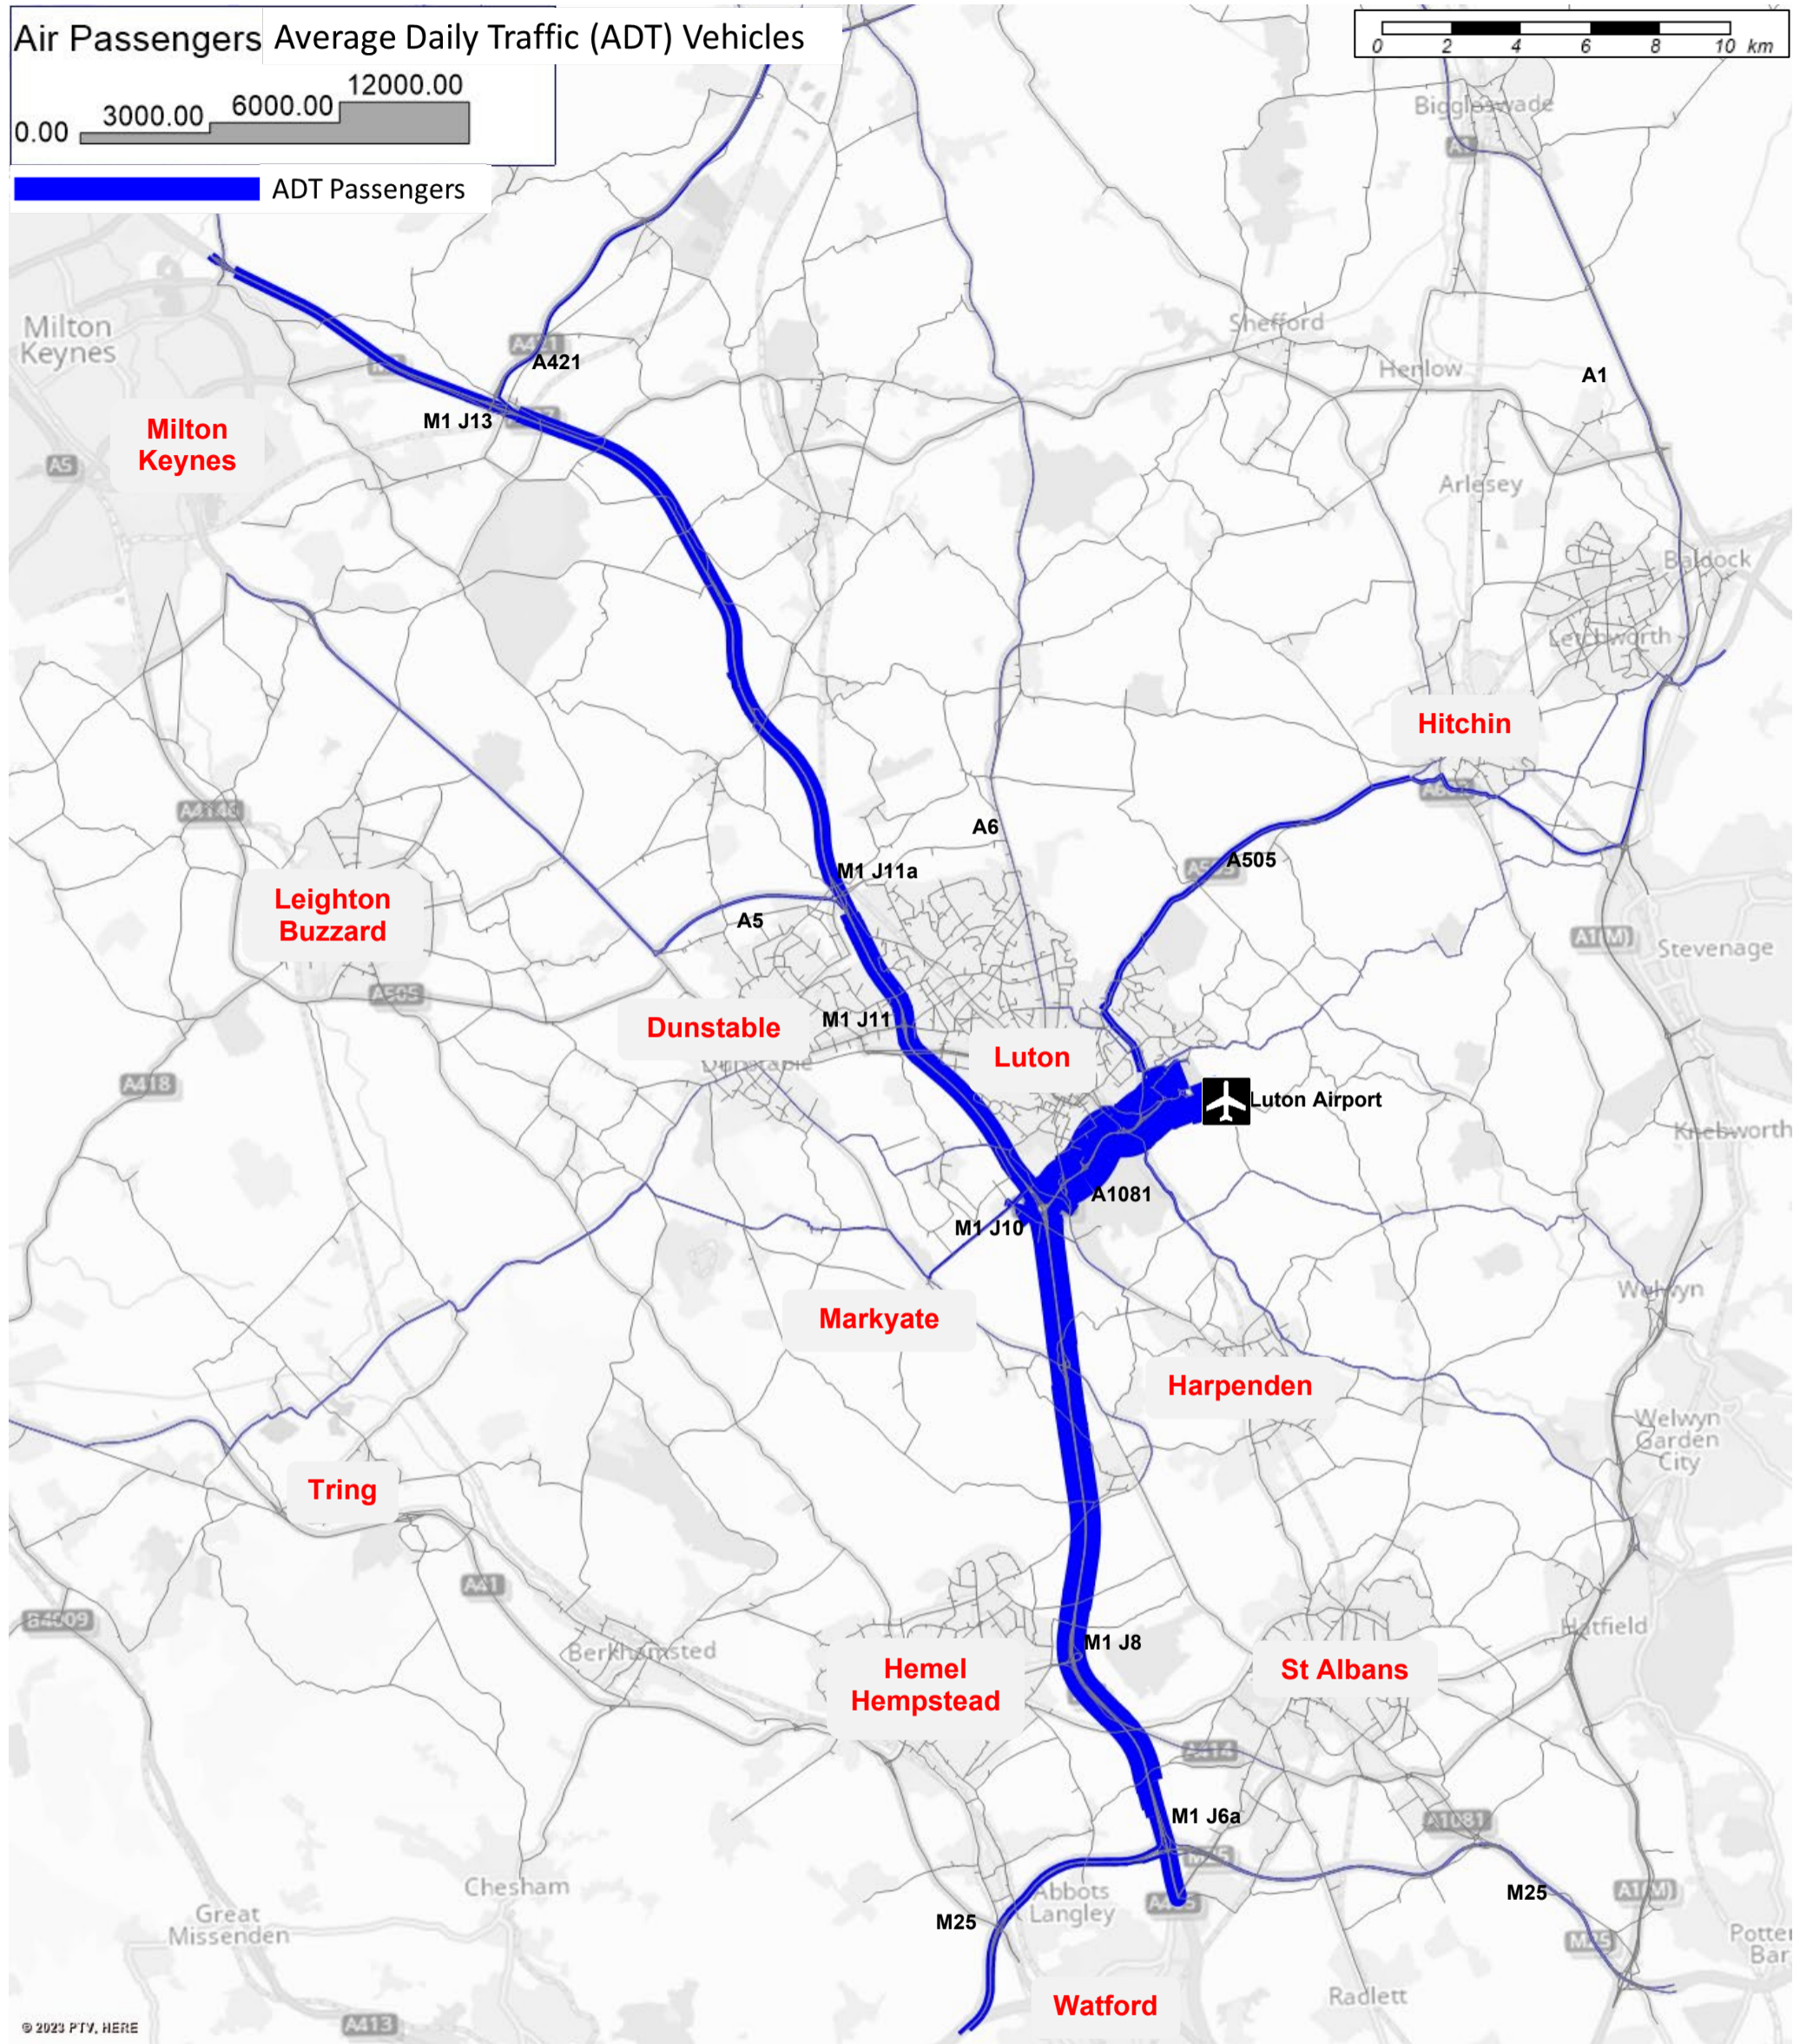 Air Passengers Average Daily Traffic (ADT) Vehicles
0.00 3000.00 6000.00 12000.00
ADT Passengers
0 2 4 6 8 10 km
Biggleswade
A1
Milton
Keynes
A421
A421
Shefford
Henlow
A1
M1 J13
Milton
Keynes
A5
Arlesey
Baldock
Letchworth
Hitchin
A4146
A6
A505
M1 J11a
Leighton
Buzzard
A5
A1(M)
Stevenage
A505
M1 J11
Dunstable
Luton
Dunstable
A418
Luton Airport
Knebworth
A1081
M1 J10
Welwyn
Markyate
Harpenden
Welwyn
Garden
City
Tring
A41
B4009
Berkhamsted
Hatfield
M1 J8
Hemel
Hempstead
St Albans
A414
M1 J6a
A1081
M25
Chesham
Abbots
Langley
M25
A1(M)
Great
Missenden
M25
M25
Potter
Bar
Watford
Radlett
A413
© 2023 PTV, HERE